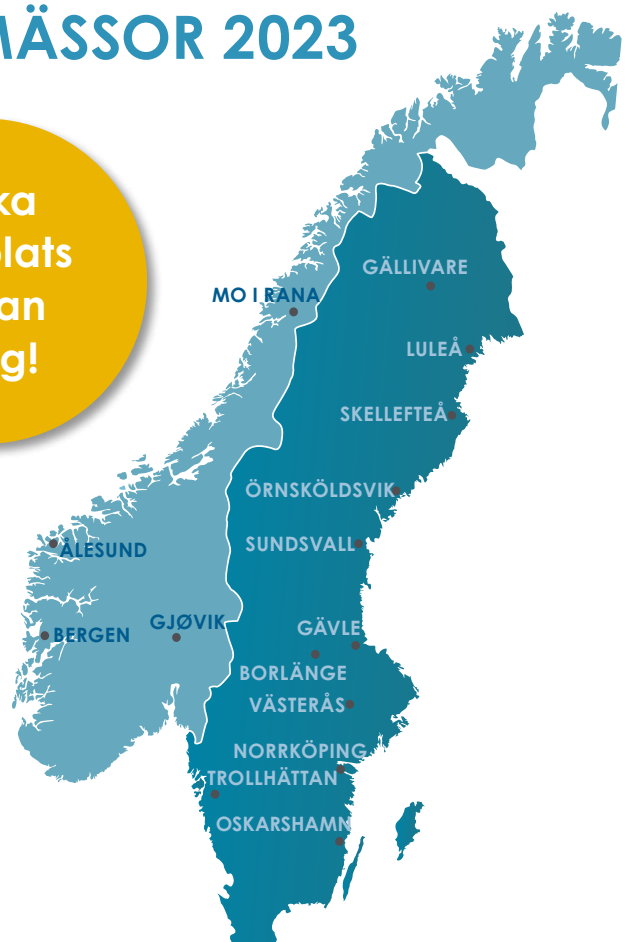 MÄSSOR 2023
ka
lats
an
g!
GÄLLIVARE
MO I RANA
LULEÅ
SKELLEFTEÅ
ÖRNSKÖLDSVIK
SUNDSVALL
ÅLESUND
GJØVIK
GÄVLE
BERGEN
BORLÄNGE
VÄSTERÅS
NORRKÖPING
TROLLHÄTTAN
OSKARSHAMN